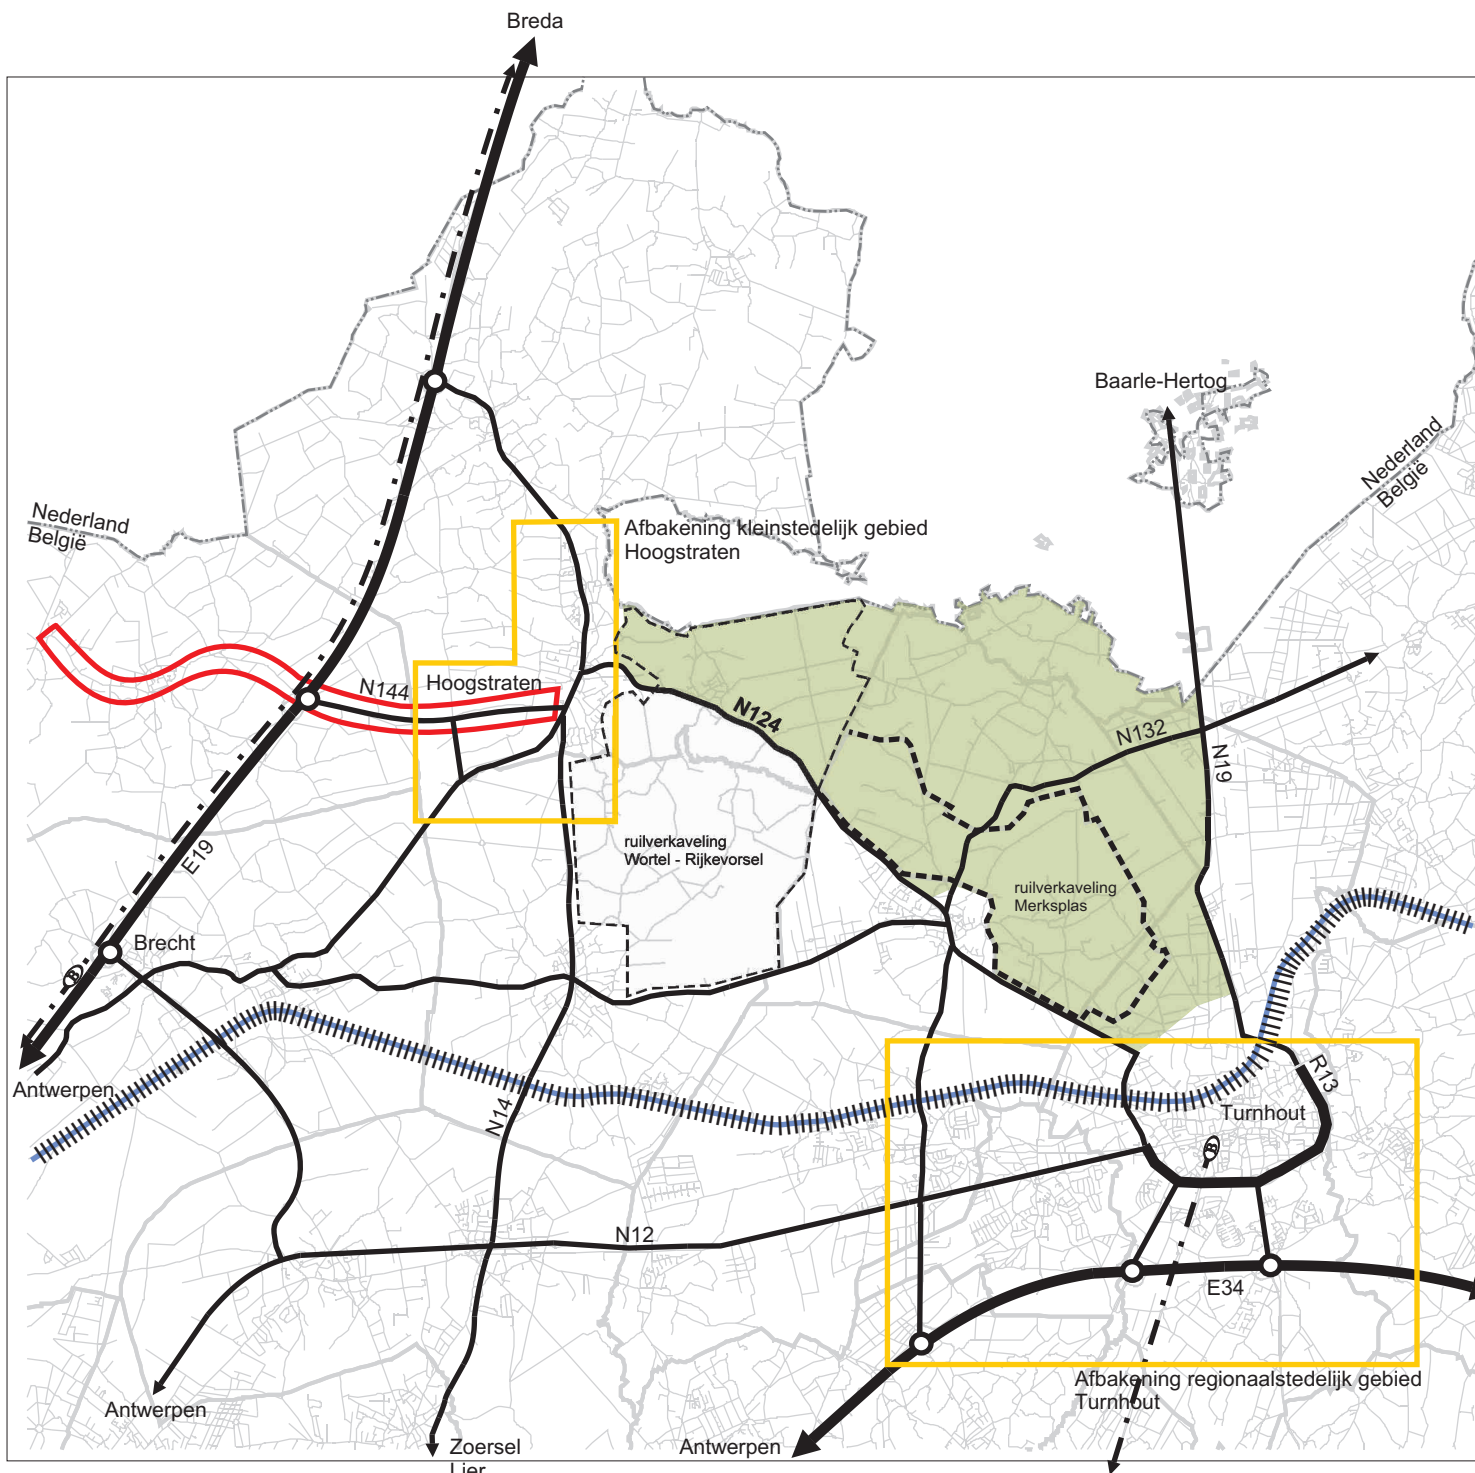 Breda
Baarle-Hertog
Nederland
België
Nederland
België
Afbakening kleinstedelijk gebied
Hoogstraten
N144
Hoogstraten
N124
N132
N19
ruilverkaveling
Wortel - Rijkevorsel
E19
ruilverkaveling
Merksplas
Brecht
B
Antwerpen
R13
N14
Turnhout
B
N12
E34
Afbakening regionaalstedelijk gebied
Turnhout
Antwerpen
Zoersel
Lier
Antwerpen